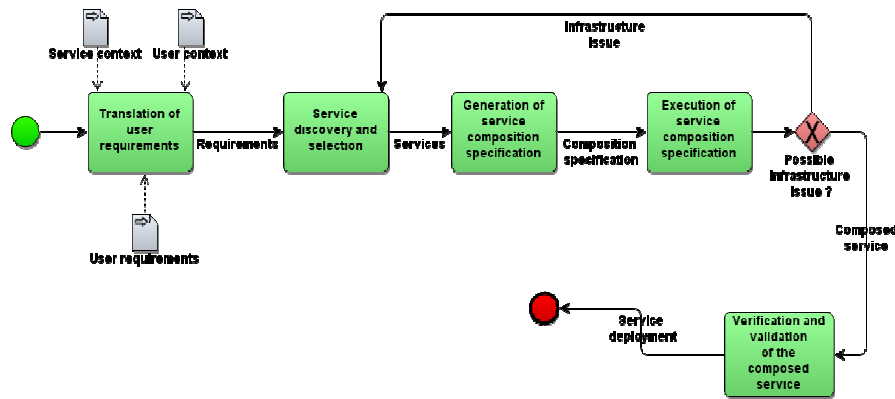 Service context
User context
Infrastructure
issue
Translation of
user
requirements
Requirements
Service
discovery and
selection
Services
Generation of
service
composition
specification
Composition
specification
Execution of
service
composition
specification
X
Possible
infrastructure
issue ?
User requirements
Composed
service
Service
deployment
Verification and
validation
of the
composed
service